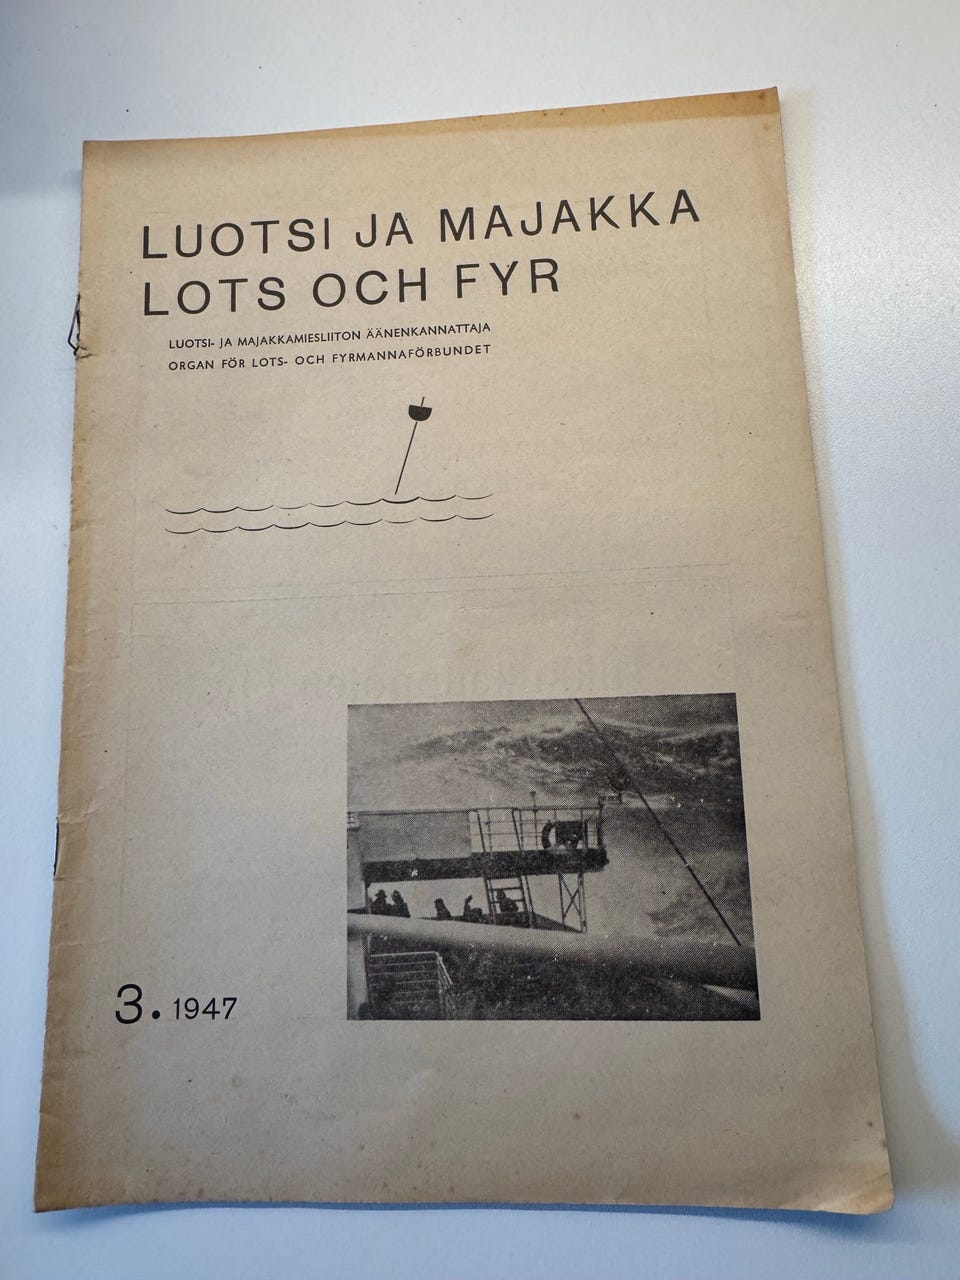 LUOTSI JA MAJAKKA
LOTS OCH FYR
LUOTSI- JA MAJAKKAMIESLIITON ÄÄNENKANNATTAJA
ORGAN FÖR LOTS- OCH FYRMANNAFÖRBUNDET
3. 1947